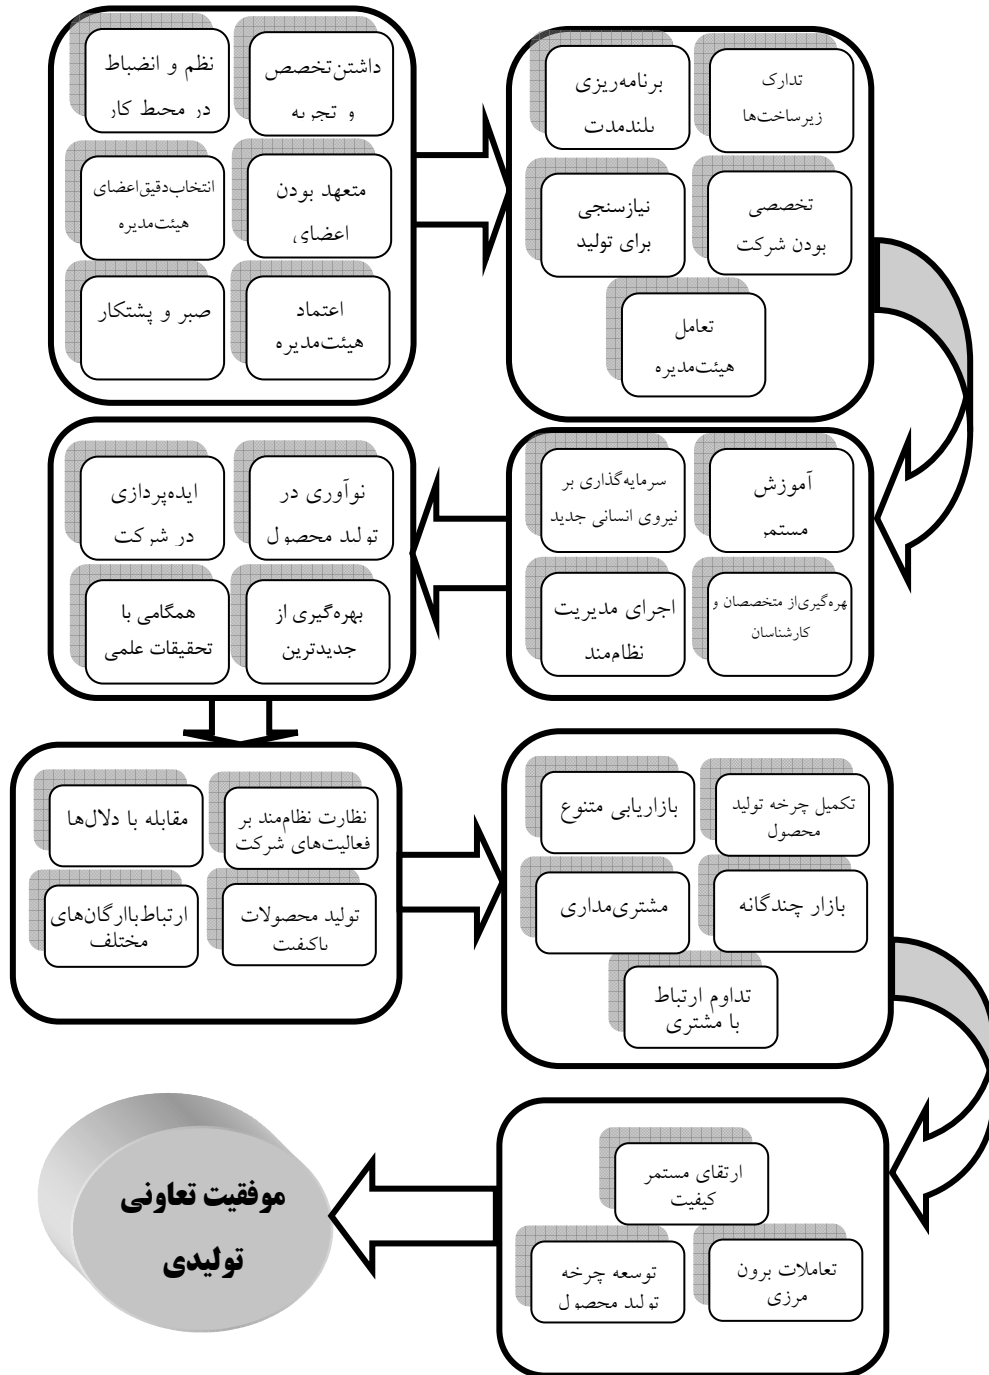 داشتن‌تخصص
و تجربه
نظم و انضباط
در محیط کار
متعهد بودن
اعضای
انتخاب‌دقیق‌اعضای
هیئت‌مدیره
اعتماد
هیئت‌مدیره
صبر و پشتکار
تدارک
زیرساخت‌ها
برنامه‌ریزی
بلندمدت
تخصصی
بودن شرکت
نیازسنجی
برای تولید
تعامل
هیئت‌مدیره
آموزش
مستمر
سرمایه‌گذاری بر
نیروی انسانی جدید
بهره‌گیری‌از متخصصان و
کارشناسان
اجرای مدیریت
نظام‌مند
نوآوری در
تولید محصول
ایده‌پردازی
در شرکت
بهره‌گیری از
جدیدترین
همگامی با
تحقیقات علمی
نظارت نظام‌مند بر
فعالیت‌های شرکت
مقابله با دلال‌ها
تولید محصولات
باکیفیت
ارتباط‌باارگان‌های
مختلف
تکمیل چرخه تولید
محصول
بازاریابی متنوع
بازار چندگانه
مشتری‌مداری
تداوم ارتباط
با مشتری
ارتقای مستمر
کیفیت
تعاملات برون
مرزی
توسعه چرخه
تولید محصول
موفقیت تعاونی
تولیدی